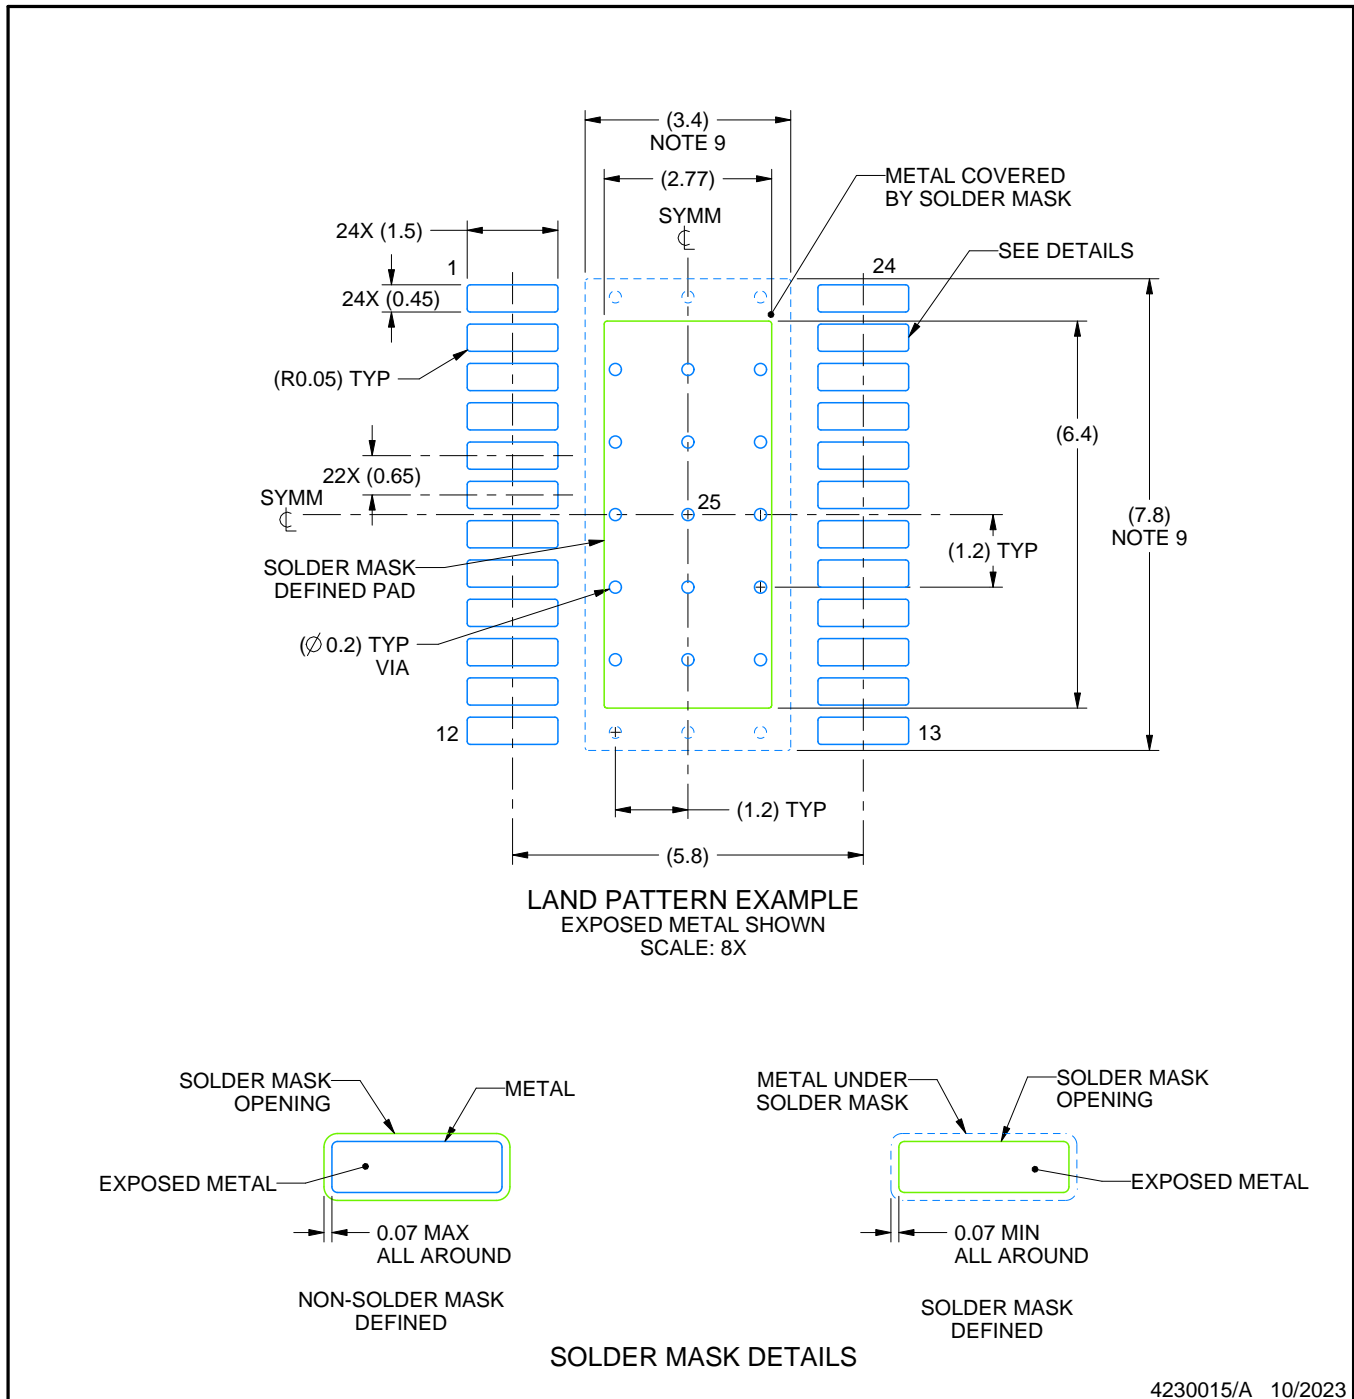 (3.4)
NOTE 9
(2.77)
METAL COVERED
BY SOLDER MASK
SYMM
℄
24X (1.5)
SEE DETAILS
1
24
24X (0.45)
(R0.05) TYP
(6.4)
22X (0.65)
SYMM
℄
25
(7.8)
NOTE 9
(1.2) TYP
SOLDER MASK
DEFINED PAD
(∅ 0.2) TYP
VIA
12
13
(1.2) TYP
(5.8)
LAND PATTERN EXAMPLE
EXPOSED METAL SHOWN
SCALE: 8X
SOLDER MASK
OPENING
METAL
EXPOSED METAL
0.07 MAX
ALL AROUND
NON-SOLDER MASK
DEFINED
METAL UNDER
SOLDER MASK
SOLDER MASK
OPENING
EXPOSED METAL
0.07 MIN
ALL AROUND
SOLDER MASK
DEFINED
SOLDER MASK DETAILS
4230015/A 10/2023